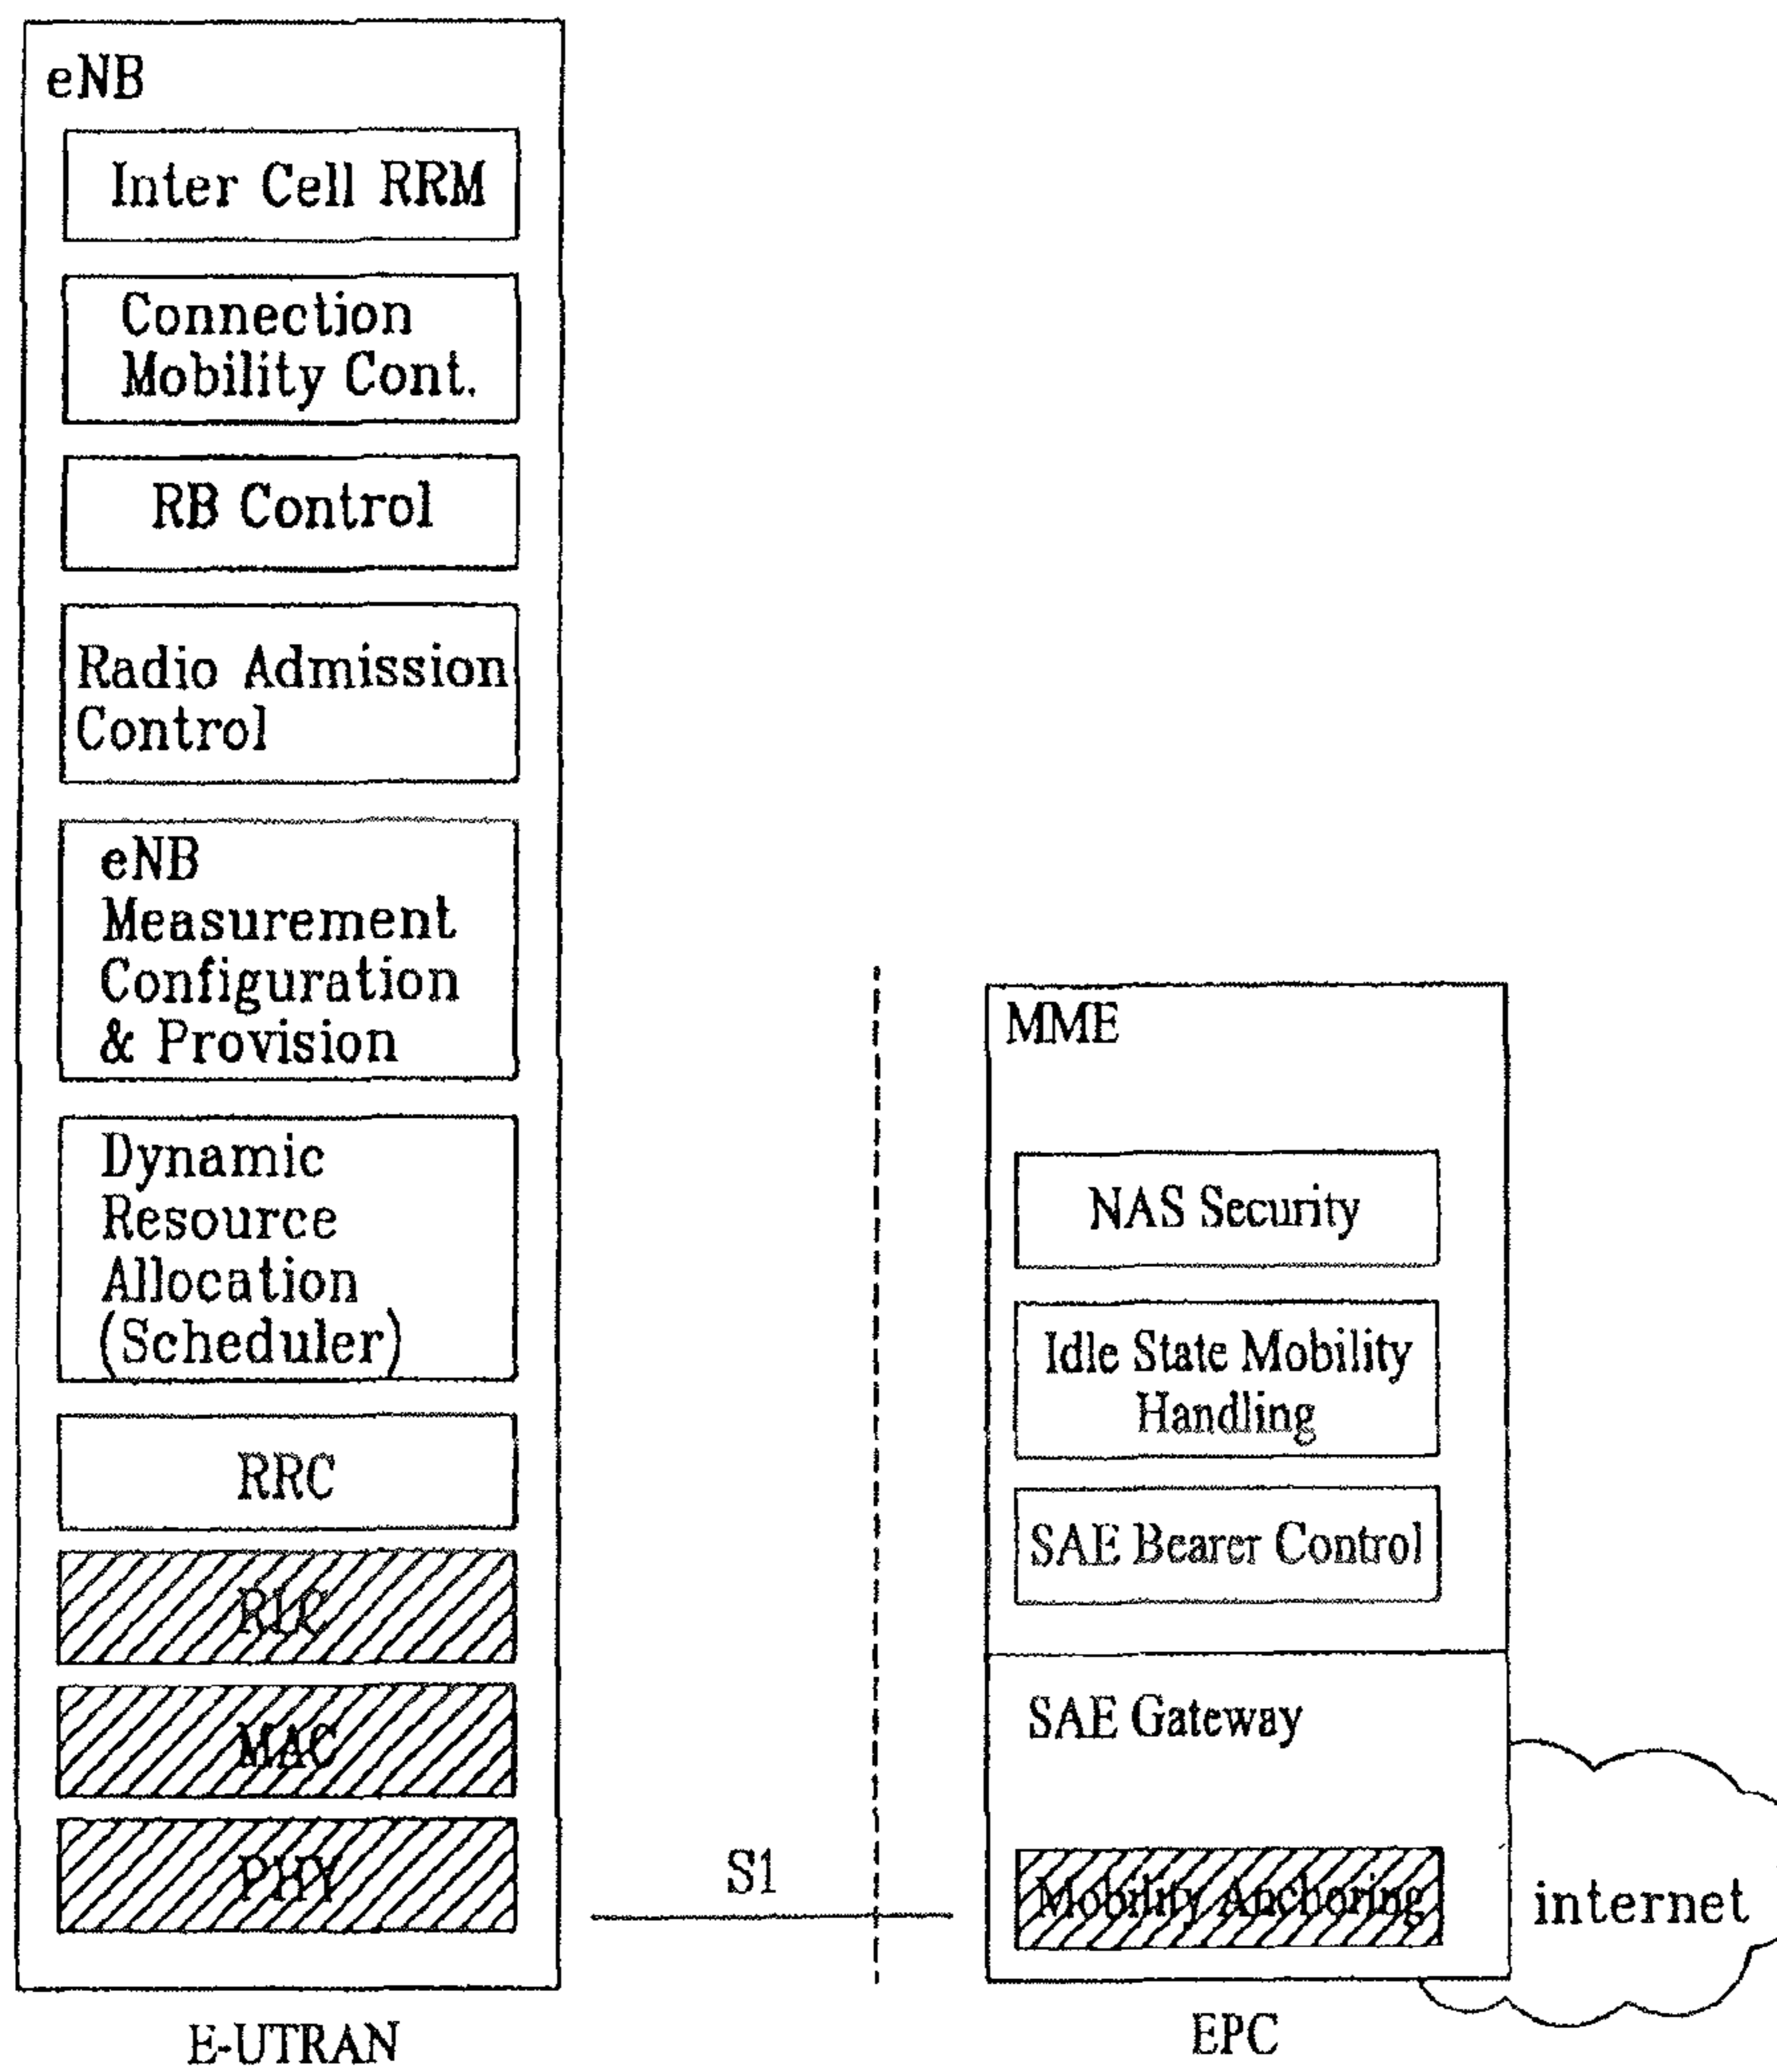 eNB
Inter Cell RRM
Connection
Mobility Cont.
RB Control
Radio Admission
Control
eNB
Measurement
Configuration
& Provision
Dynamic
Resource
Allocation
(Scheduler)
RRC
RLC
MAC
PHY
E-UTRAN
S1
MME
NAS Security
Idle State Mobility
Handling
SAE Bearer Control
SAE Gateway
Mobility Anchoring
internet
EPC